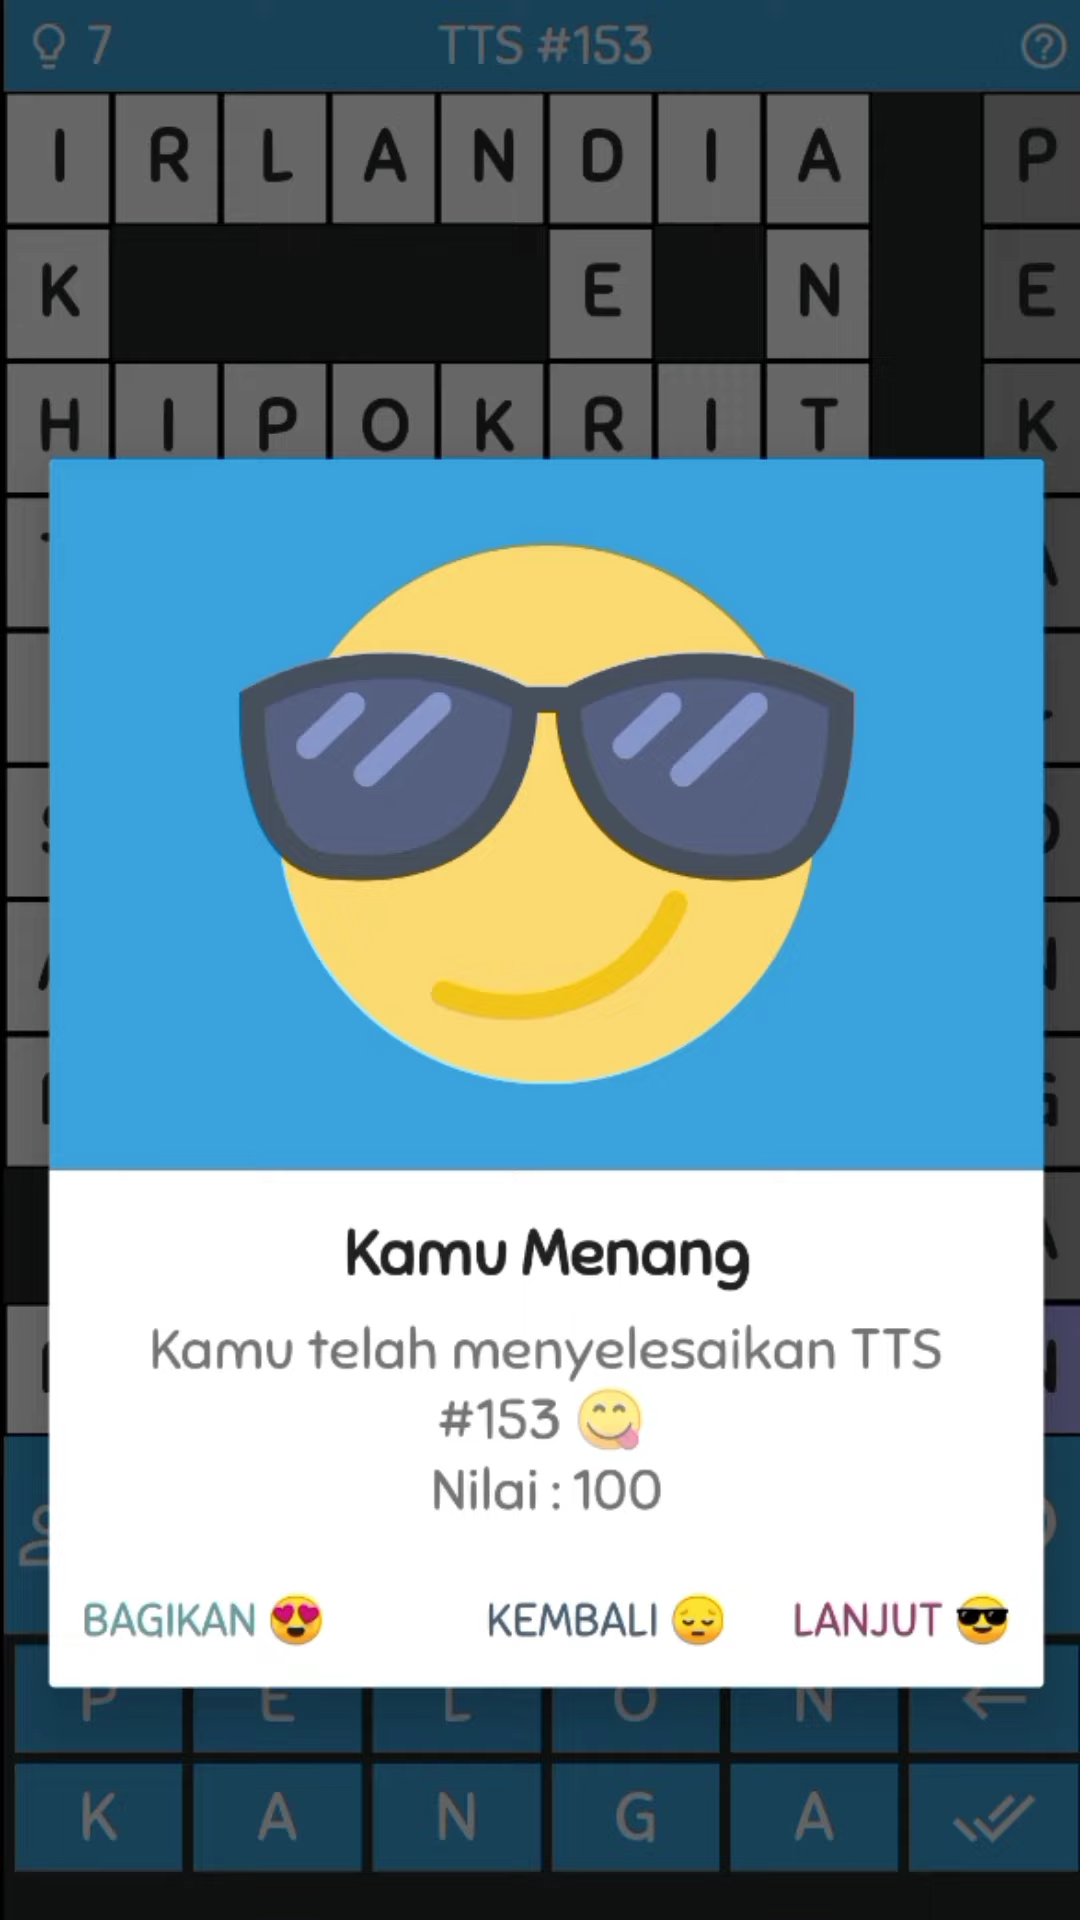 7 TTS #153
I R L A N D I A P
K E N E
H I P O K R I T K
Kamu Menang
Kamu telah menyelesaikan TTS
#153 😋
Nilai : 100
BAGIKAN 😍 KEMBALI 😔 LANJUT 😎
P E L O N
K A N G A